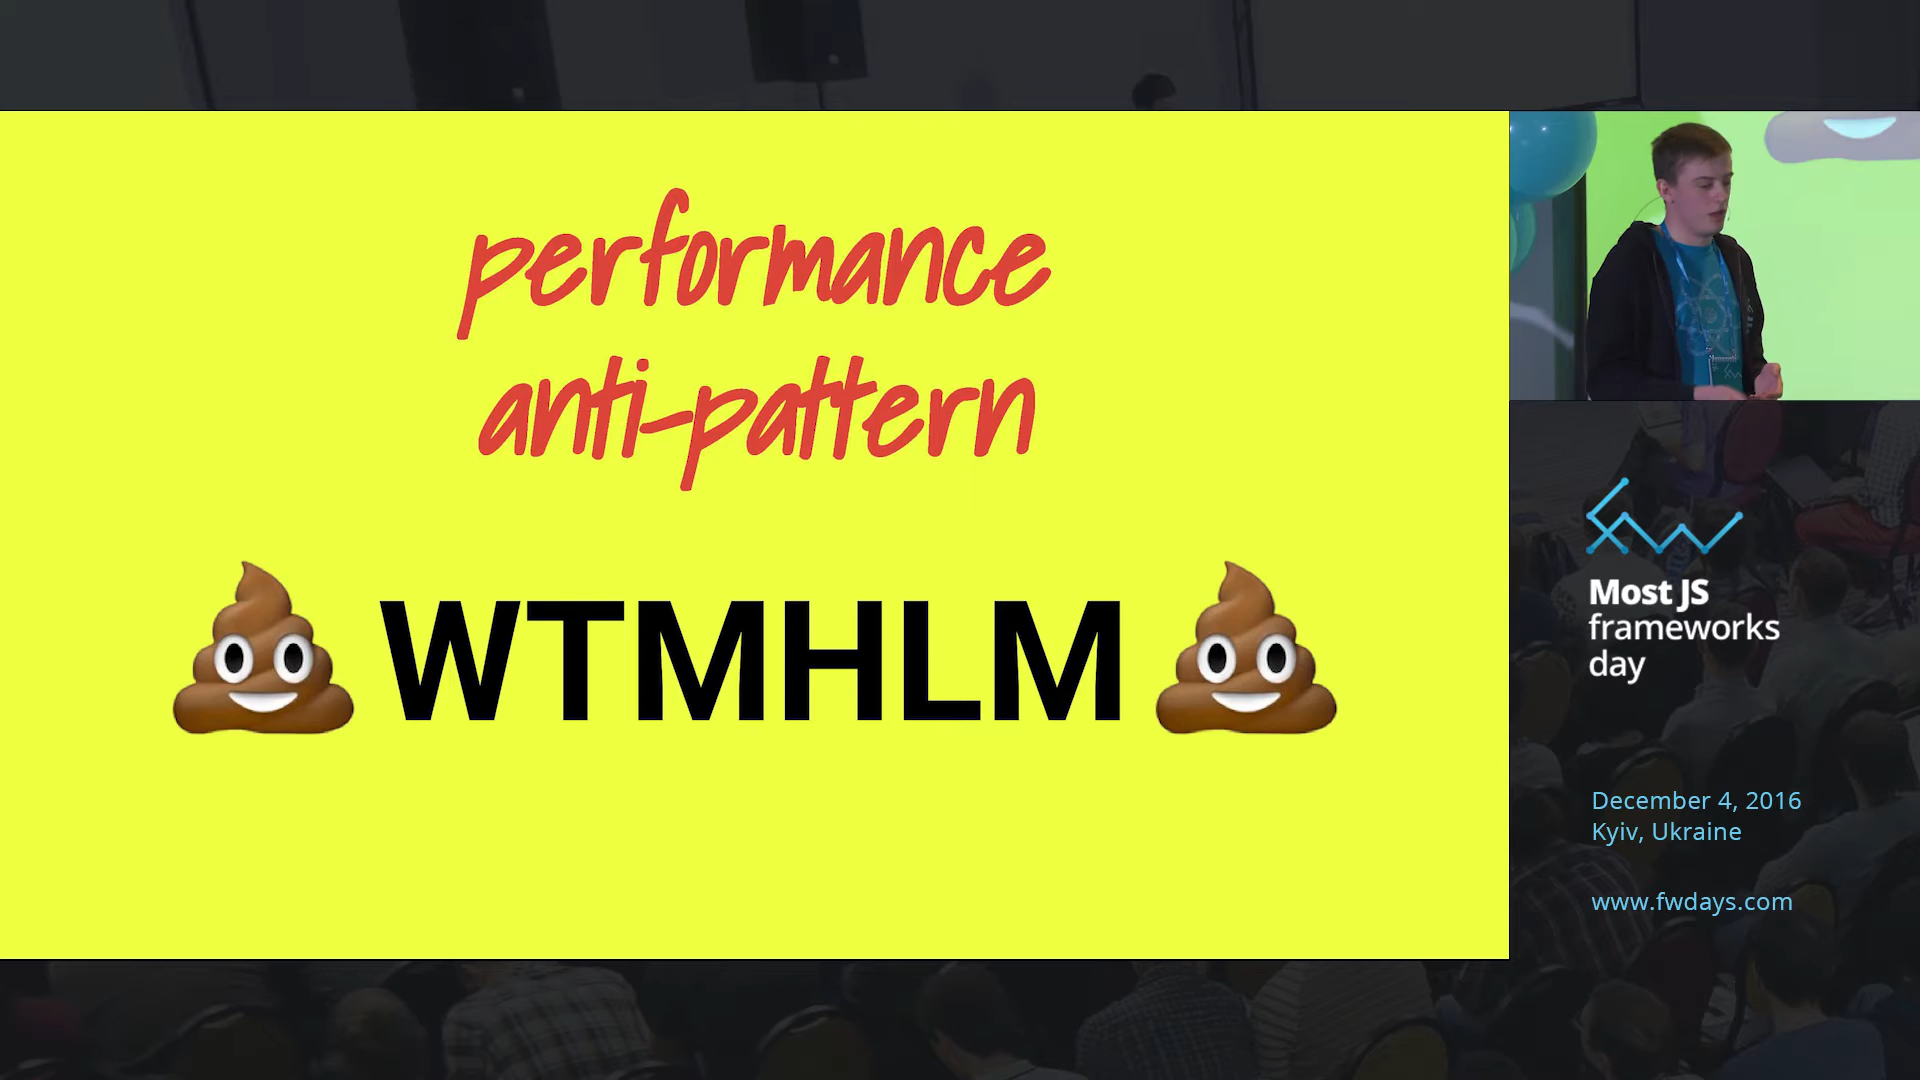 performance
anti-pattern
WTMHLM
Most JS
frameworks
day
December 4, 2016
Kyiv, Ukraine
www.fwdays.com